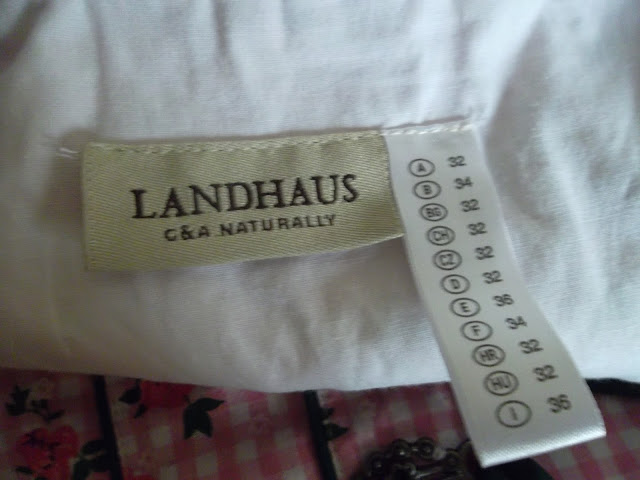 LANDHAUS
C&A NATURALLY
A 32
B 34
BG 32
CH 32
CZ 32
D 32
E 36
F 34
HR 32
HU 32
I 36